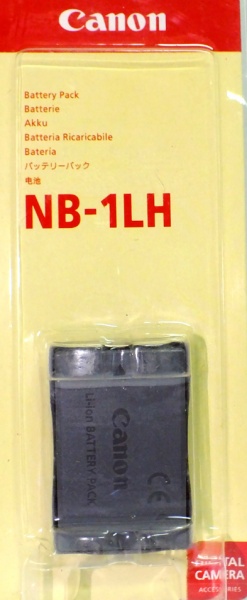 Canon
Battery Pack
Batterie
Akku
Batteria Ricaricabile
Bateria
バッテリーパック
电池
NB-1LH
Canon
Li-ion BATTERY PACK
CE
CAMERA
ACCESSORIES